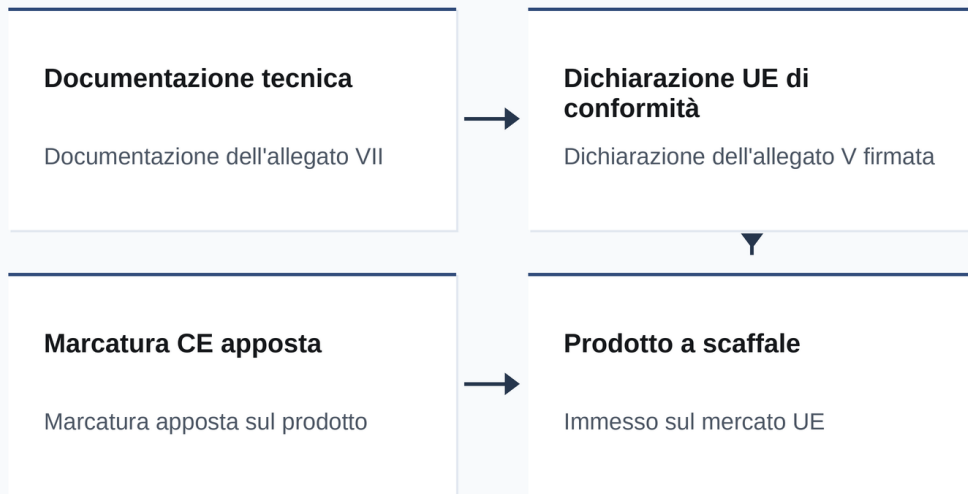 Documentazione tecnica
Documentazione dell'allegato VII
Dichiarazione UE di
conformità
Dichiarazione dell'allegato V firmata
Marcatura CE apposta
Marcatura apposta sul prodotto
Prodotto a scaffale
Immesso sul mercato UE